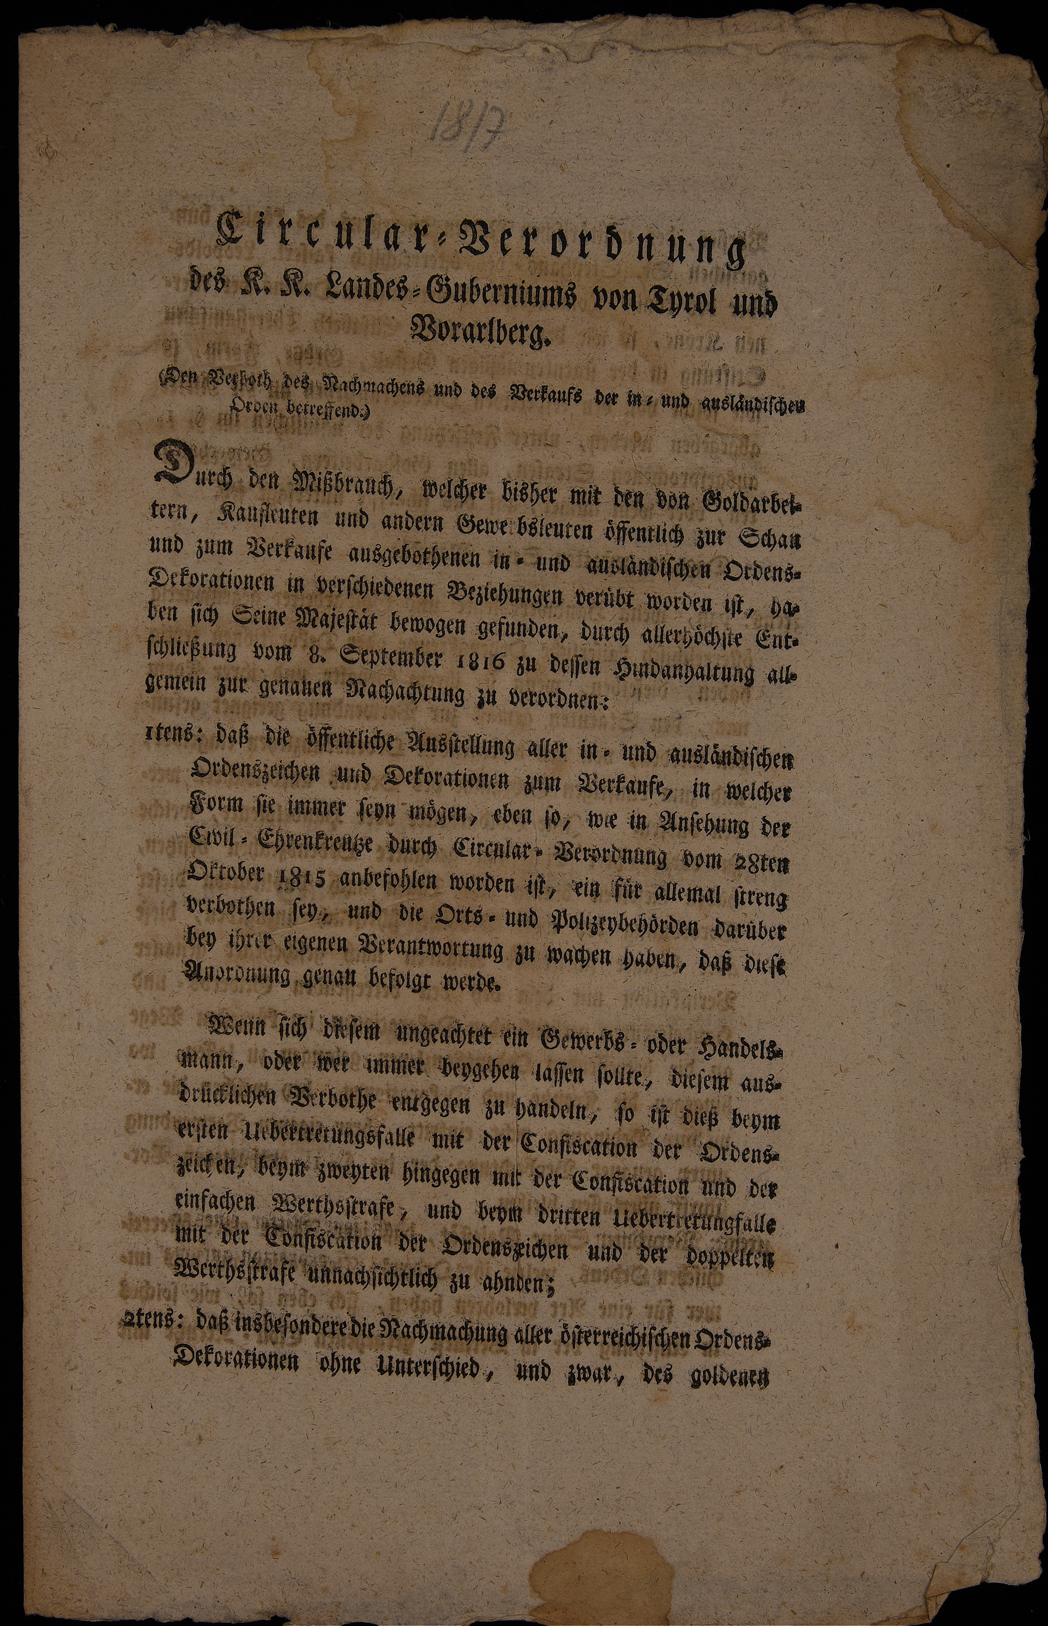 1817
Circular-Verordnung
des K. K. Landes-Guberniums von Tyrol und
Vorarlberg.
(Den Verboth des Nachmachens und des Verkaufs der in- und ausländischen
Orden betreffend.)
Durch den Mißbrauch, welcher bisher mit den von Goldarbei-
tern, Kaufleuten und andern Gewerbsleuten öffentlich zur Schau
und zum Verkaufe ausgebothenen in- und ausländischen Ordens-
Dekorationen in verschiedenen Beziehungen verübt worden ist, ha-
ben sich Seine Majestät bewogen gefunden, durch allerhöchste Ent-
schließung vom 8. September 1816 zu dessen Hindanhaltung all-
gemein zur genauen Nachachtung zu verordnen:
1tens: daß die öffentliche Ausstellung aller in- und ausländischen
Ordenszeichen und Dekorationen zum Verkaufe, in welcher
Form sie immer seyn mögen, eben so, wie in Ansehung der
Civil-Ehrenkreutze durch Circular-Verordnung vom 28ten
Oktober 1815 anbefohlen worden ist, ein für allemal streng
verbothen sey, und die Orts- und Polizeybehörden darüber
bey ihrer eigenen Verantwortung zu wachen haben, daß diese
Anordnung genau befolgt werde.
Wenn sich diesem ungeachtet ein Gewerbs- oder Handels-
mann, oder wer immer beygehen lassen sollte, diesem aus-
drücklichen Verbothe entgegen zu handeln, so ist dieß beym
ersten Uebertretungsfalle mit der Confiscation der Ordens-
zeichen, beym zweyten hingegen mit der Confiscation und der
einfachen Werthsstrafe, und beym dritten Uebertretungfalle
mit der Confiscation der Ordenszeichen und der doppelten
Werthsstrafe unnachsichtlich zu ahnden;
2tens: daß insbesondere die Nachmachung aller österreichischen Ordens-
Dekorationen ohne Unterschied, und zwar, des goldenen